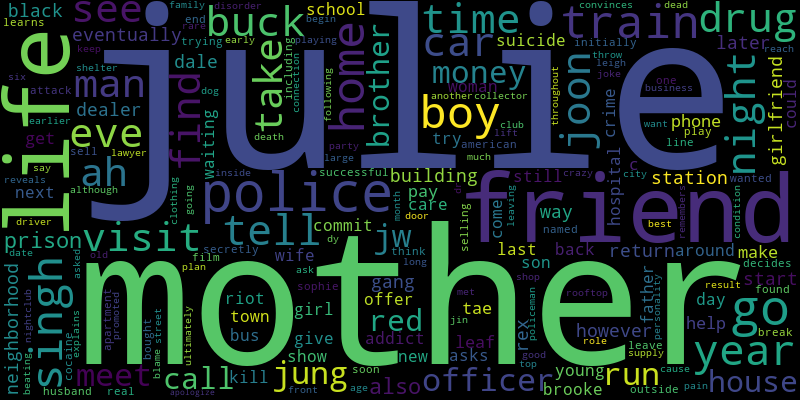 julie
mother
friend
life
police
boy
home
train
buck
see
time
car
money
drug
night
year
go
house
officer
run
jung
red
jw
tell
visit
singh
eve
man
ah
find
take
brother
joon
meet
call
prison
building
station
suicide
school
black
learns
eventually
dale
dealer
get
next
say
although
driver
sell
lawyer
reveals
attack
six
earlier
shelter
keep
family
end
disorder
rare
trying
early
playing
begin
dog
including
connection
following
death
waiting
clothing
going
inside
successful
party
large
pay
care
try
american
another
collector
woman
club
lift
much
convinces
dead
initially
throw
leigh
joke
reach
later
one
business
could
girlfriend
phone
play
line
want
throughout
crime
hospital
c
still
crazy
city
wanted
condition
remembers
best
way
named
come
leaving
selling
dr
month
door
commit
dy
think
long
ask
wife
film
secretly
plan
old
asked
date
neighborhood
beating
nightclub
cocaine
explains
husband
real
apartment
promoted
bought
blame
street
ultimately
apologize
riot
town
bus
girl
give
show
kill
sophie
gang
offer
addict
new
leaf
asks
also
soon
age
front
tae
met
jin
last
back
son
shop
rex
policeman
good
top
young
brooke
rooftop
role
however
outside
returnaround
father
personality
leave
supply
cause
pain
make
decides
start
found
day
help
break
result